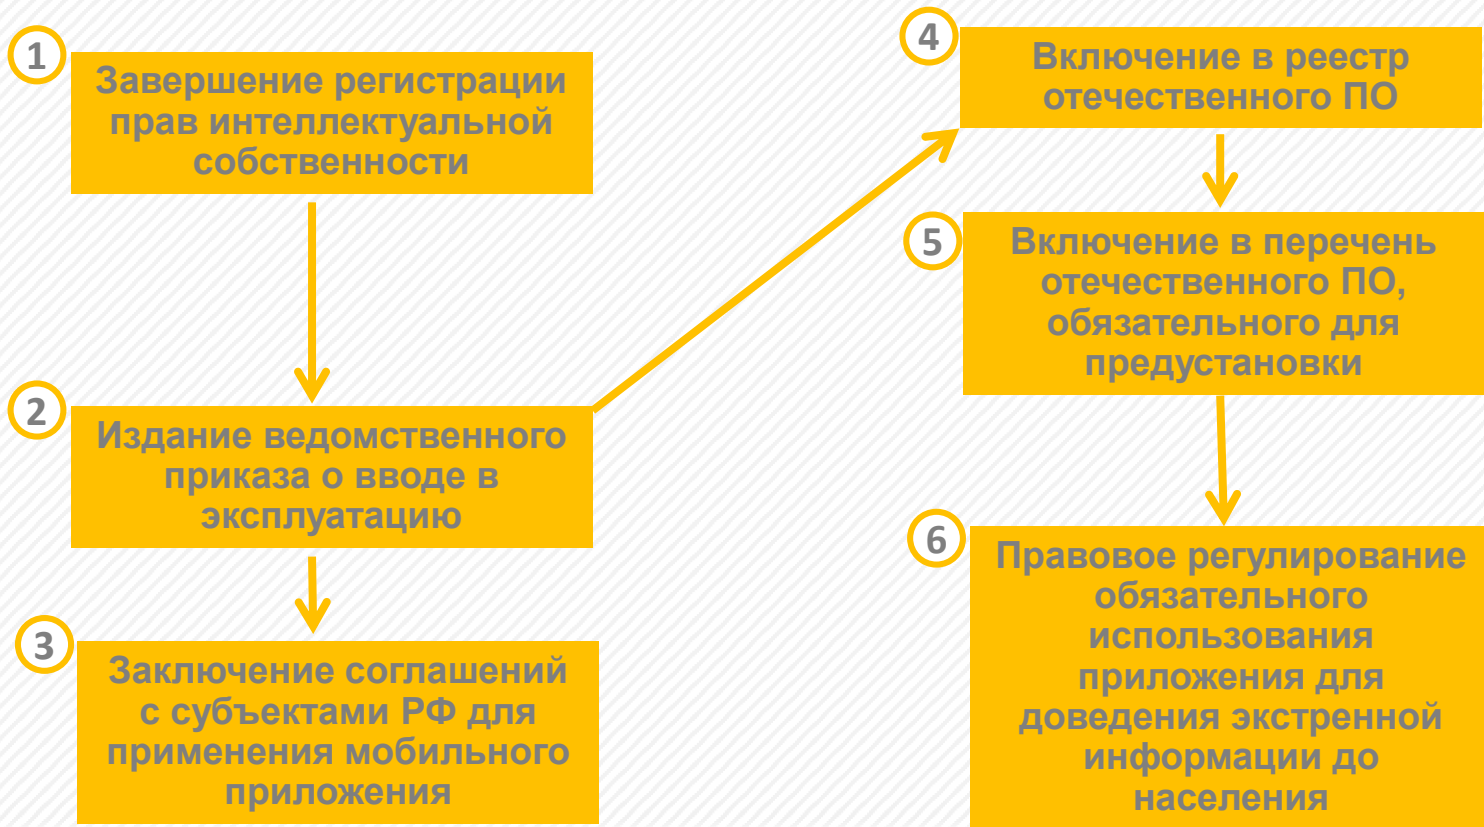 1
Завершение регистрации
прав интеллектуальной
собственности
2
Издание ведомственного
приказа о вводе в
эксплуатацию
3
Заключение соглашений
с субъектами РФ для
применения мобильного
приложения
4
Включение в реестр
отечественного ПО
5
Включение в перечень
отечественного ПО,
обязательного для
предустановки
6
Правовое регулирование
обязательного
использования
приложения для
доведения экстренной
информации до
населения